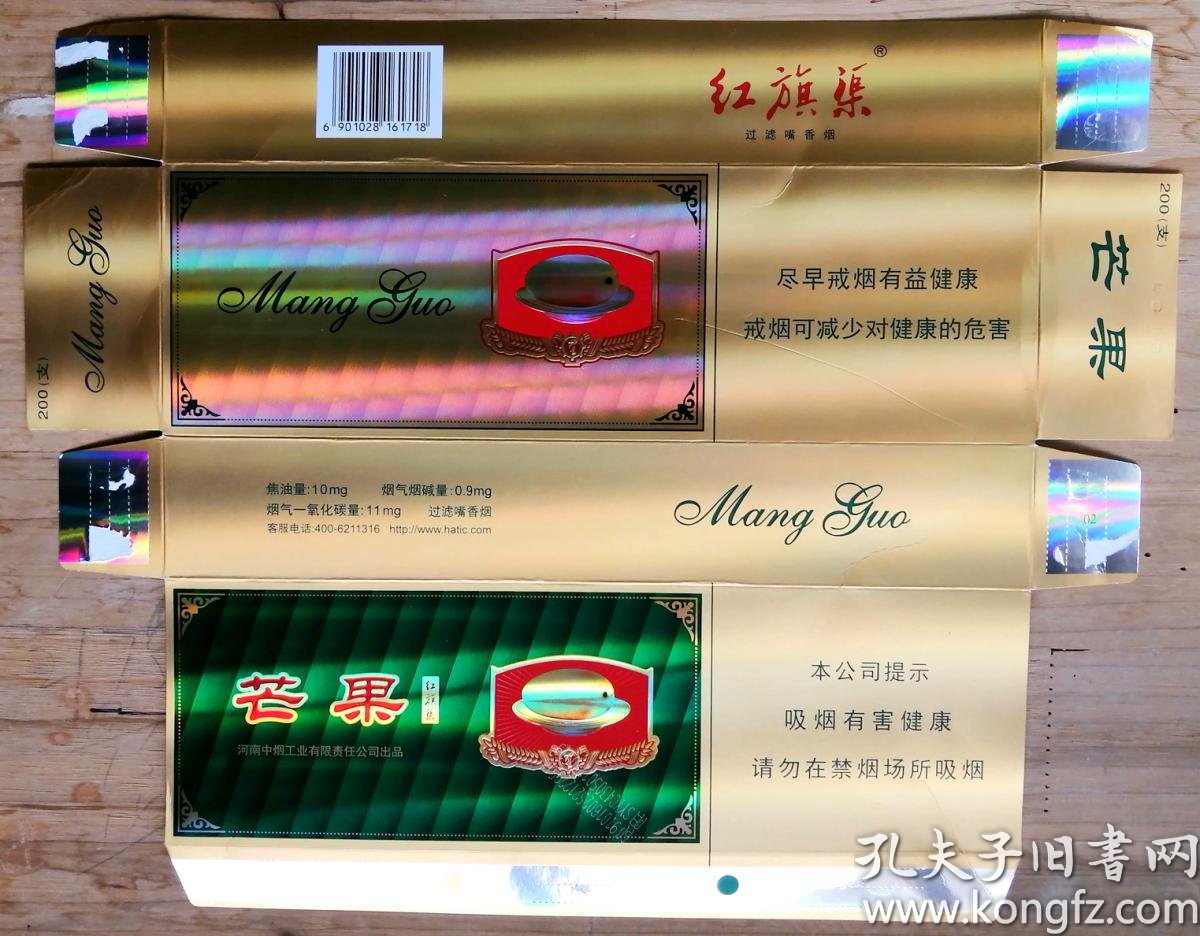 红旗渠®
过滤嘴香烟
6 901028 161718
Mang Guo
200(支)
Mang Guo
尽早戒烟有益健康
戒烟可减少对健康的危害
200(支)
芒果
焦油量:10mg 烟气烟碱量:0.9mg
烟气一氧化碳量:11mg 过滤嘴香烟
客服电话:400-6211316 http://www.hatic.com
Mang Guo
02
芒果
红旗渠
河南中烟工业有限责任公司出品
本公司提示
吸烟有害健康
请勿在禁烟场所吸烟
孔夫子旧书网
www.kongfz.com